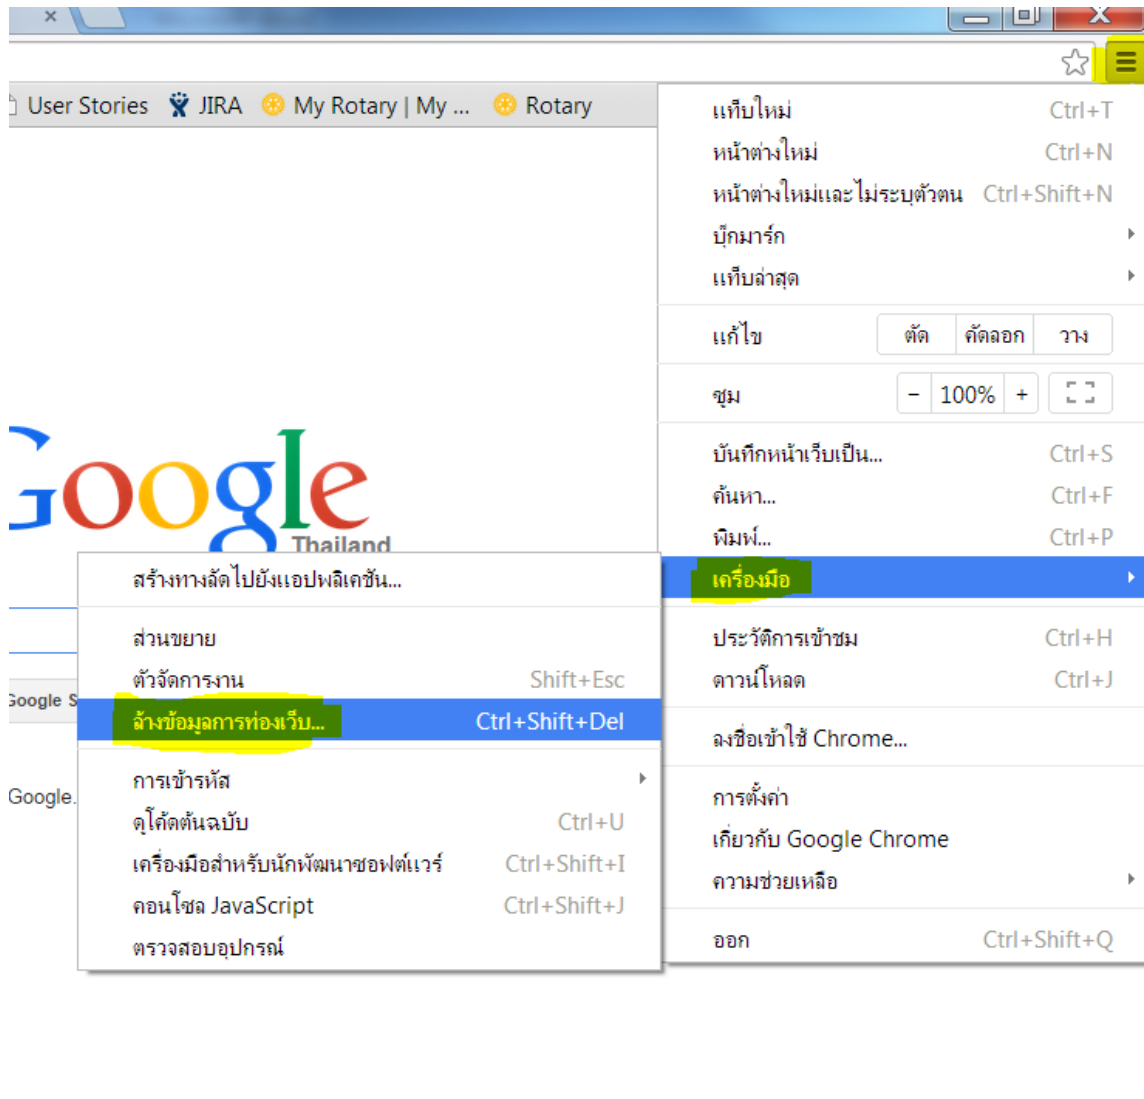 User Stories JIRA My Rotary | My ... Rotary
แท็บใหม่ Ctrl+T
หน้าต่างใหม่ Ctrl+N
หน้าต่างใหม่และไม่ระบุตัวตน Ctrl+Shift+N
บุ๊กมาร์ก
แท็บล่าสุด
แก้ไข ตัด คัดลอก วาง
ซูม − 100% +
บันทึกหน้าเว็บเป็น... Ctrl+S
ค้นหา... Ctrl+F
พิมพ์... Ctrl+P
เครื่องมือ
ประวัติการเข้าชม Ctrl+H
ดาวน์โหลด Ctrl+J
ลงชื่อเข้าใช้ Chrome...
การตั้งค่า
เกี่ยวกับ Google Chrome
ความช่วยเหลือ
ออก Ctrl+Shift+Q
Google
Thailand
สร้างทางลัดไปยังแอปพลิเคชัน...
ส่วนขยาย
ตัวจัดการงาน Shift+Esc
ล้างข้อมูลการท่องเว็บ... Ctrl+Shift+Del
การเข้ารหัส
ดูโค้ดต้นฉบับ Ctrl+U
เครื่องมือสำหรับนักพัฒนาซอฟต์แวร์ Ctrl+Shift+I
คอนโซล JavaScript Ctrl+Shift+J
ตรวจสอบอุปกรณ์
Google S
Google.